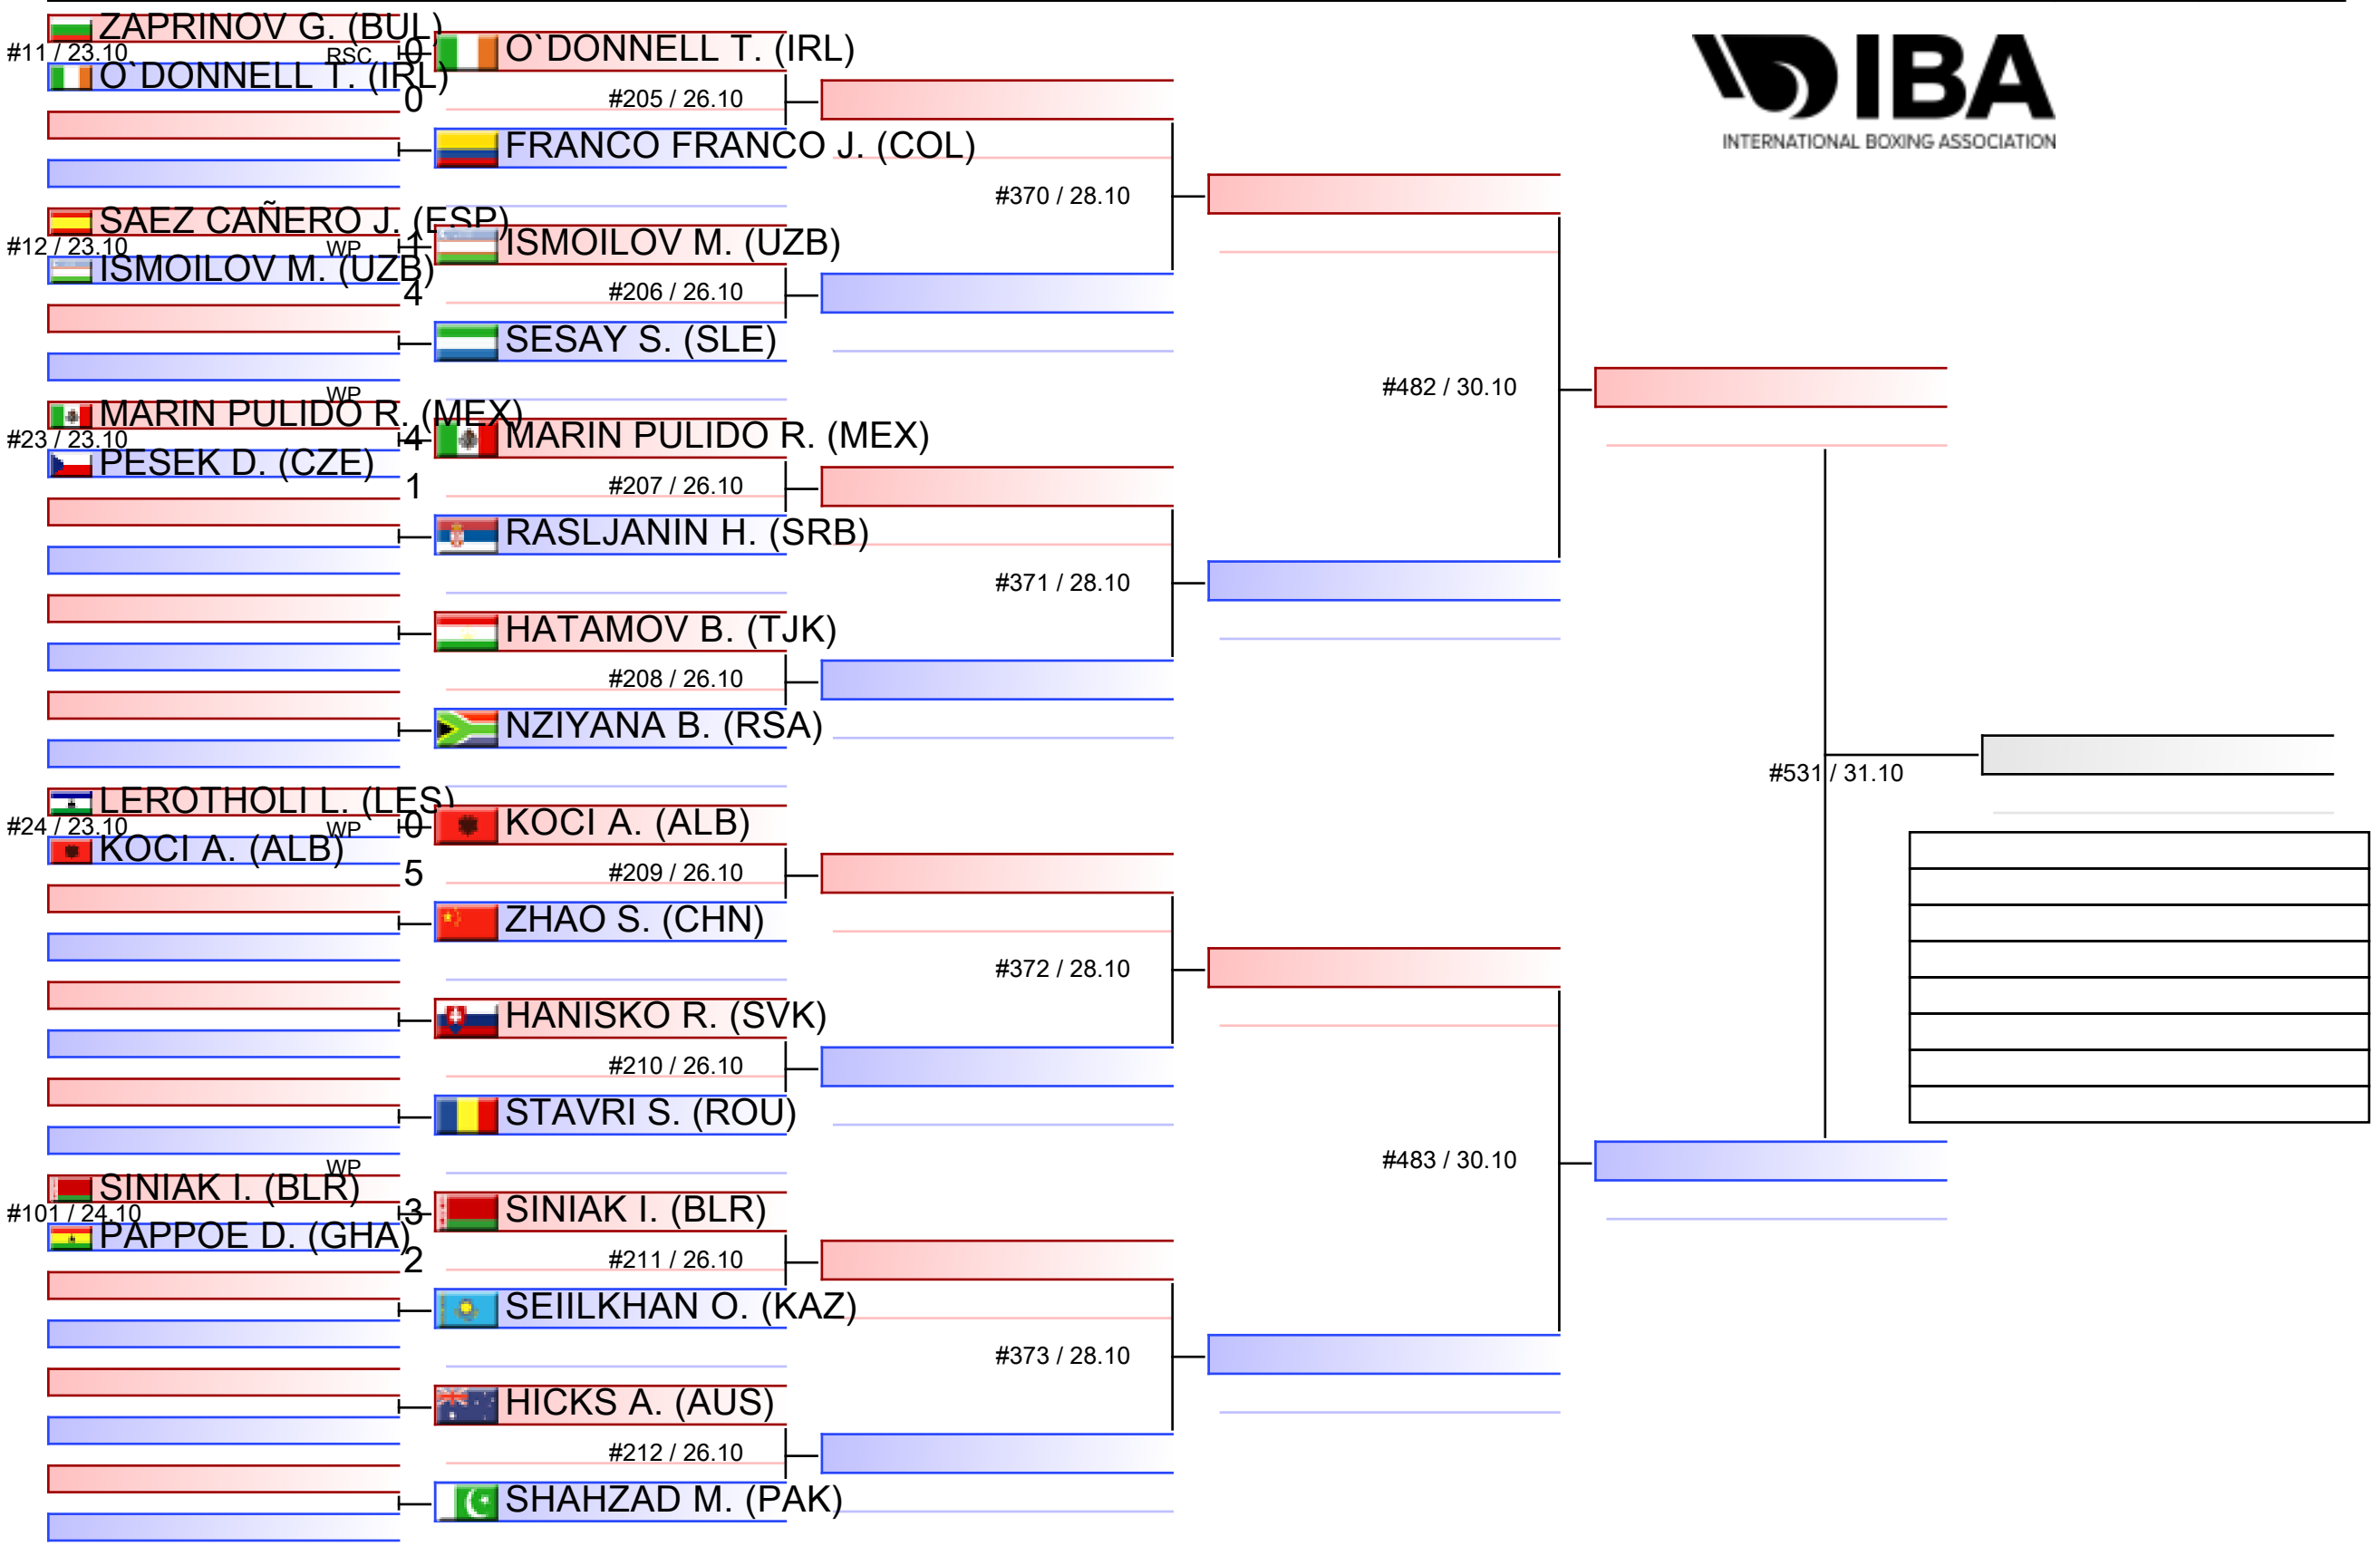 ZAPRINOV G. (BUL)
#11 / 23.10
RSC
0
O`DONNELL T. (IRL)
0
O`DONNELL T. (IRL)
#205 / 26.10
FRANCO FRANCO J. (COL)
IBA
INTERNATIONAL BOXING ASSOCIATION
#370 / 28.10
SAEZ CAÑERO J. (ESP)
#12 / 23.10
WP
1
ISMOILOV M. (UZB)
4
ISMOILOV M. (UZB)
#206 / 26.10
SESAY S. (SLE)
#482 / 30.10
WP
MARIN PULIDO R. (MEX)
#23 / 23.10
4
PESEK D. (CZE)
1
MARIN PULIDO R. (MEX)
#207 / 26.10
RASLJANIN H. (SRB)
#371 / 28.10
HATAMOV B. (TJK)
#208 / 26.10
NZIYANA B. (RSA)
#531 / 31.10
LEROTHOLI L. (LES)
#24 / 23.10
WP
0
KOCI A. (ALB)
5
KOCI A. (ALB)
#209 / 26.10
ZHAO S. (CHN)
#372 / 28.10
HANISKO R. (SVK)
#210 / 26.10
STAVRI S. (ROU)
#483 / 30.10
WP
SINIAK I. (BLR)
#101 / 24.10
3
PAPPOE D. (GHA)
2
SINIAK I. (BLR)
#211 / 26.10
SEIILKHAN O. (KAZ)
#373 / 28.10
HICKS A. (AUS)
#212 / 26.10
SHAHZAD M. (PAK)